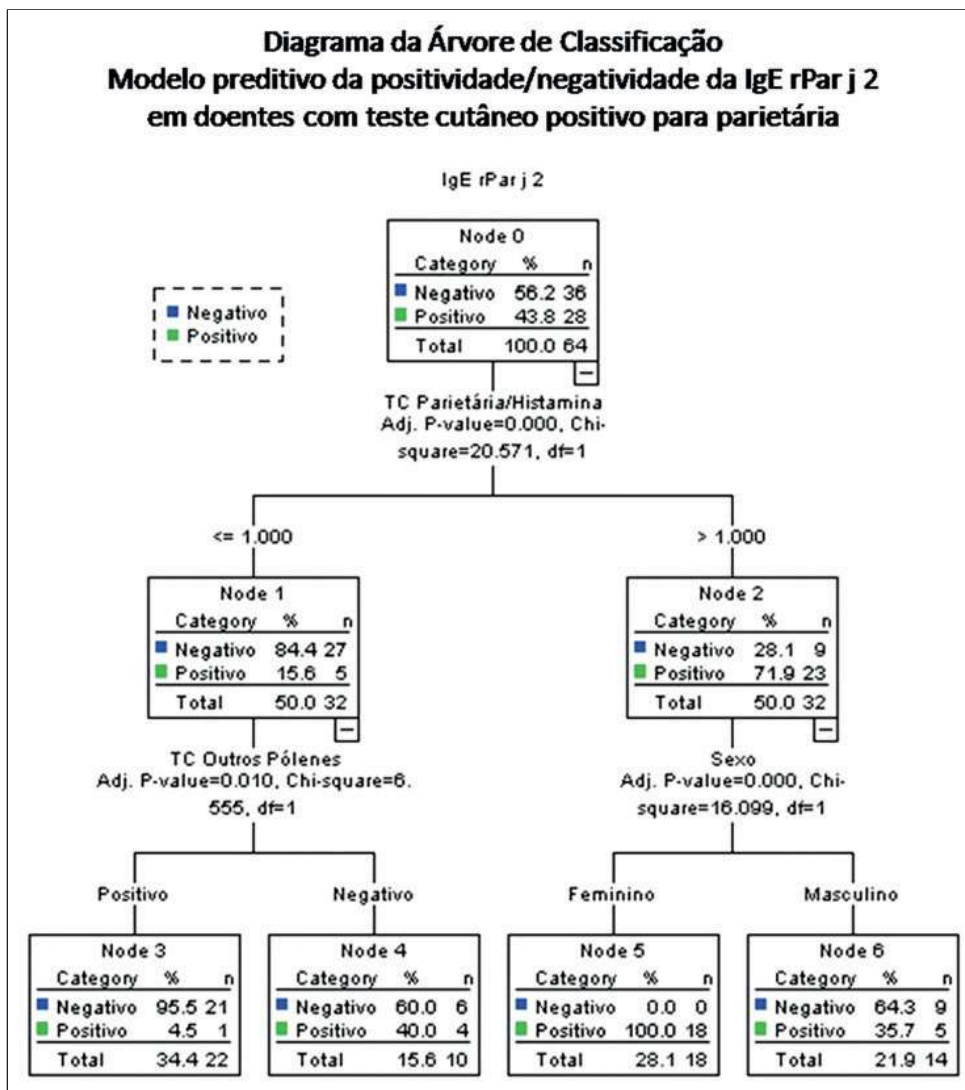 Diagrama da Árvore de Classificação
Modelo preditivo da positividade/negatividade da IgE rPar j 2
em doentes com teste cutâneo positivo para parietária
IgE rPar j 2
Negativo
Positivo
Node 0
Category % n
Negativo 56.2 36
Positivo 43.8 28
Total 100.0 64
TC Parietária/Histamina
Adj. P-value=0.000, Chi-
square=20.571, df=1
<= 1.000
> 1.000
Node 1
Category % n
Negativo 84.4 27
Positivo 15.6 5
Total 50.0 32
Node 2
Category % n
Negativo 28.1 9
Positivo 71.9 23
Total 50.0 32
TC Outros Pólenes
Adj. P-value=0.010, Chi-square=6.
555, df=1
Sexo
Adj. P-value=0.000, Chi-
square=16.099, df=1
Positivo
Negativo
Feminino
Masculino
Node 3
Category % n
Negativo 95.5 21
Positivo 4.5 1
Total 34.4 22
Node 4
Category % n
Negativo 60.0 6
Positivo 40.0 4
Total 15.6 10
Node 5
Category % n
Negativo 0.0 0
Positivo 100.0 18
Total 28.1 18
Node 6
Category % n
Negativo 64.3 9
Positivo 35.7 5
Total 21.9 14